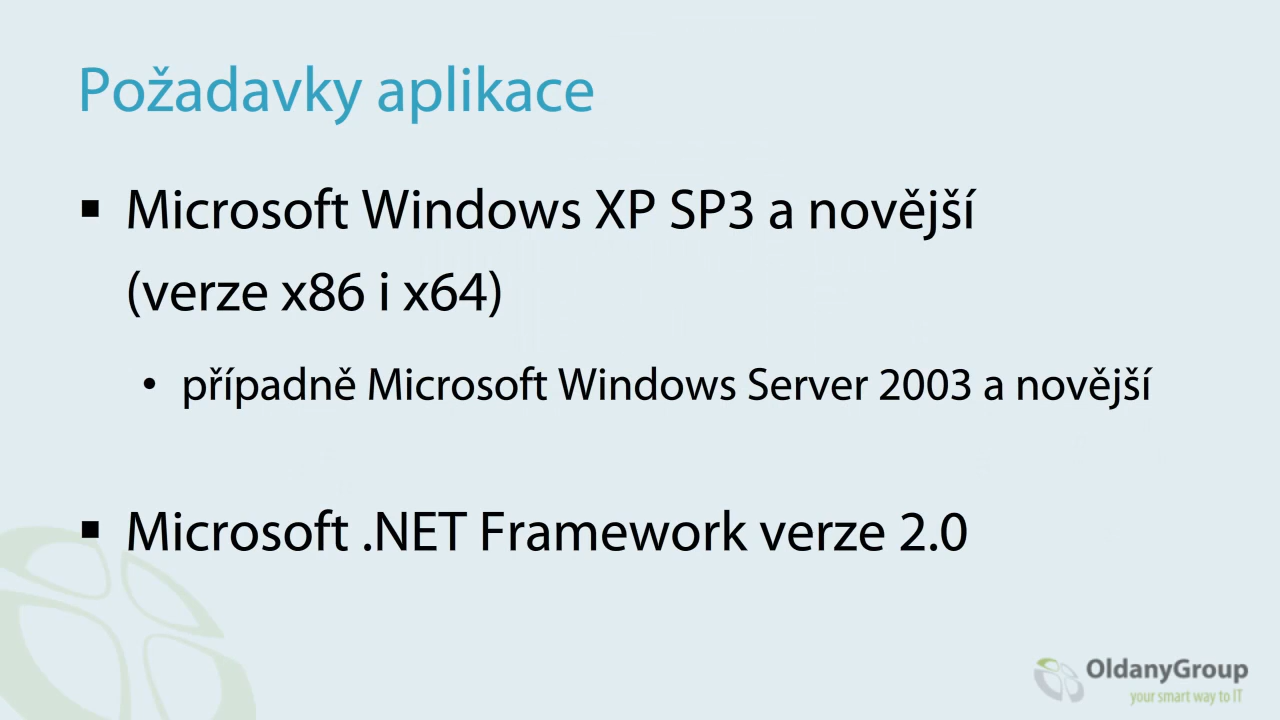 Požadavky aplikace
▪ Microsoft Windows XP SP3 a novější
(verze x86 i x64)
• případně Microsoft Windows Server 2003 a novější
▪ Microsoft .NET Framework verze 2.0
OldanyGroup
your smart way to IT